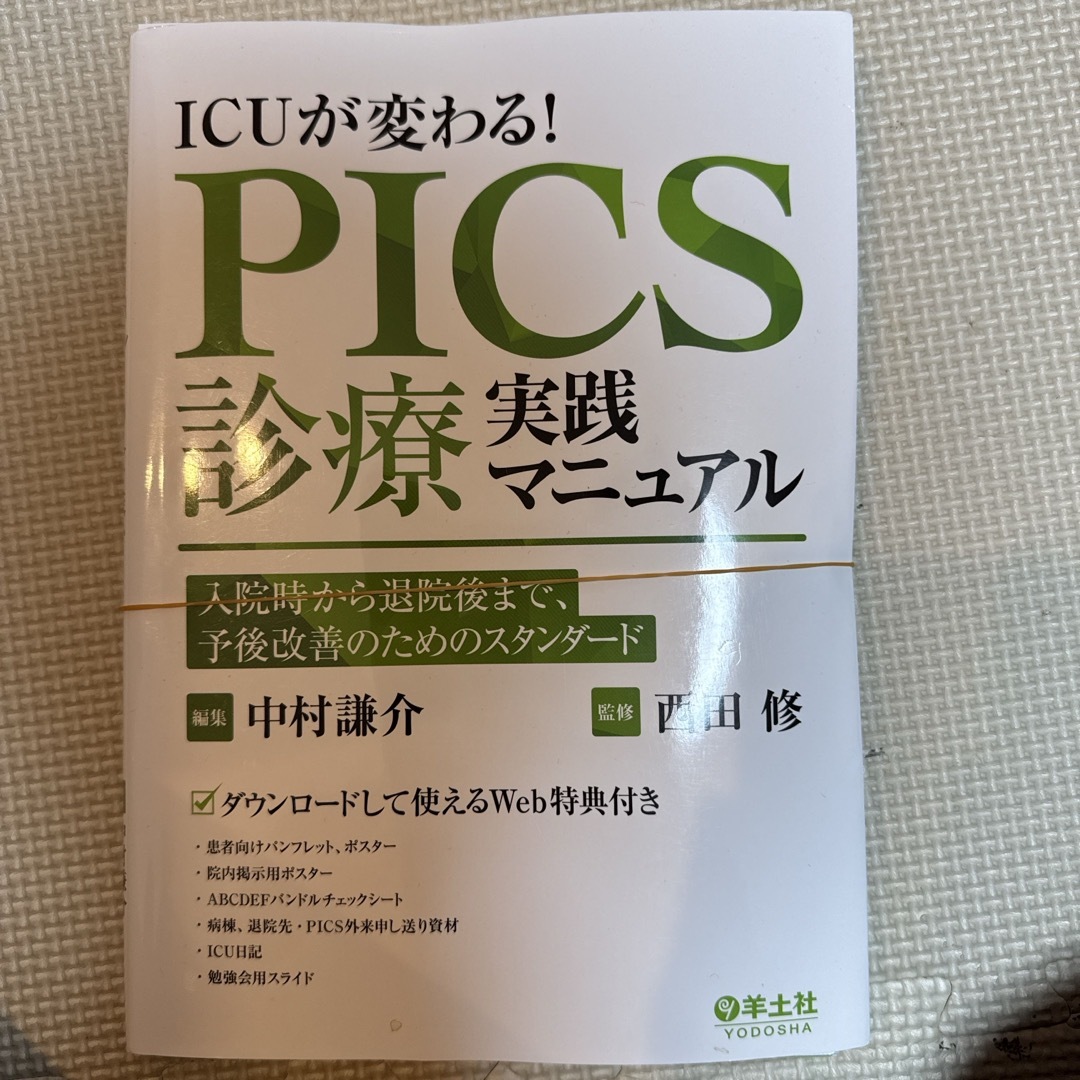 ICUが変わる!
PICS
診療 実践
マニュアル
入院時から退院後まで、
予後改善のためのスタンダード
編集 中村謙介 監修 西田 修
ダウンロードして使えるWeb特典付き
・患者向けパンフレット、ポスター
・院内掲示用ポスター
・ABCDEFバンドルチェックシート
・病棟、退院先・PICS外来申し送り資材
・ICU日記
・勉強会用スライド
羊土社
YODOSHA